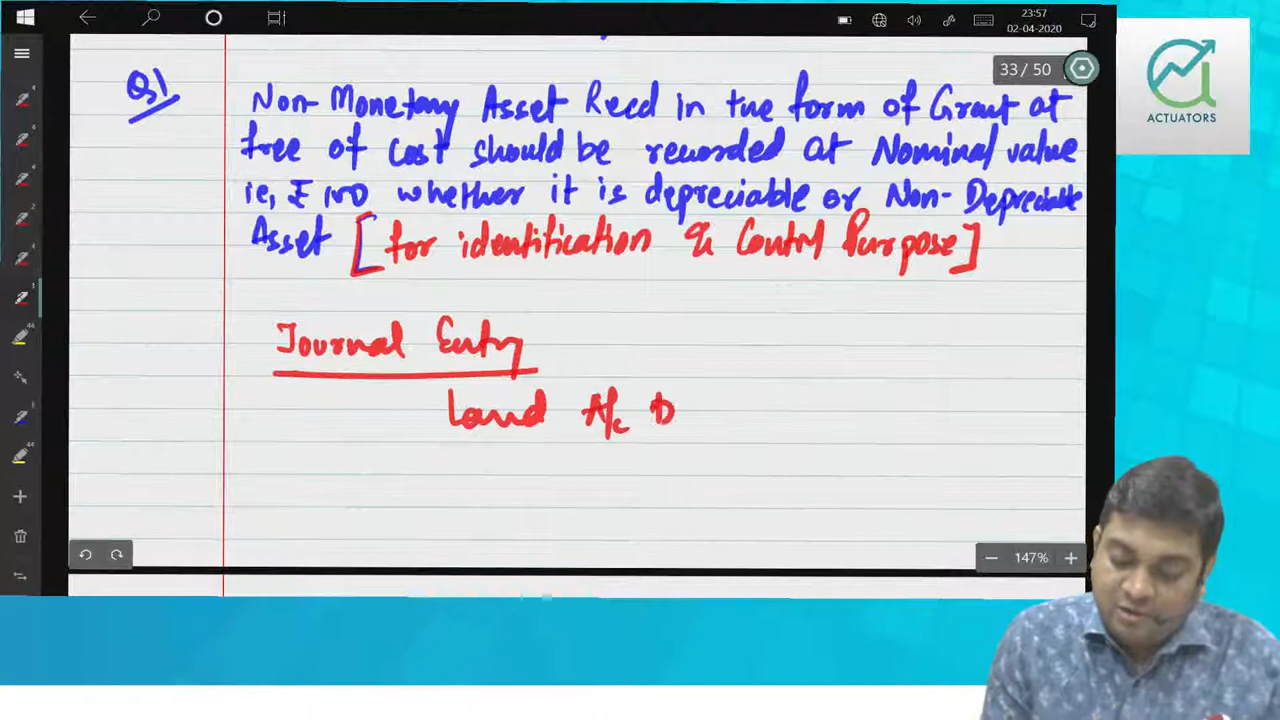 23:57
02-04-2020
33 / 50
ACTUATORS
Q1
Non-Monetary Asset Recd in the form of Grant at
free of cost should be recorded at Nominal value
ie, whether it is depreciable or Non-Depreciable
Asset [for identification & Control Purpose]
Journal Entry
Land A/c D
147%